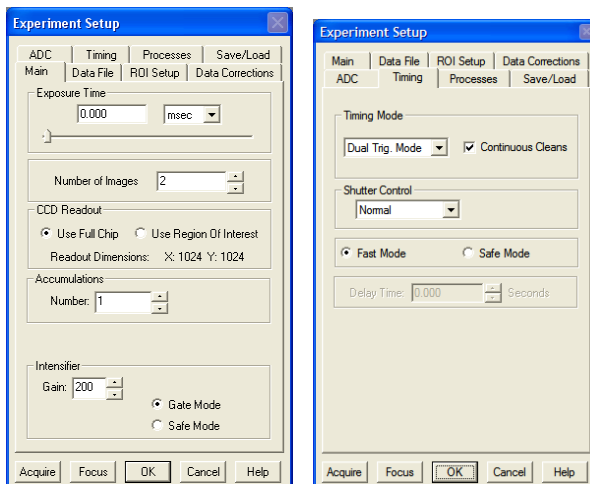 Experiment Setup
ADC Timing Processes Save/Load
Main Data File ROI Setup Data Corrections
Exposure Time
0.000 msec
Number of Images 2
CCD Readout
Use Full Chip Use Region Of Interest
Readout Dimensions: X: 1024 Y: 1024
Accumulations
Number: 1
Intensifier
Gain: 200
Gate Mode
Safe Mode
Acquire Focus OK Cancel Help
Experiment Setup
Main Data File ROI Setup Data Corrections
ADC Timing Processes Save/Load
Timing Mode
Dual Trig. Mode Continuous Cleans
Shutter Control
Normal
Fast Mode Safe Mode
Delay Time: 0.000 Seconds
Acquire Focus OK Cancel Help